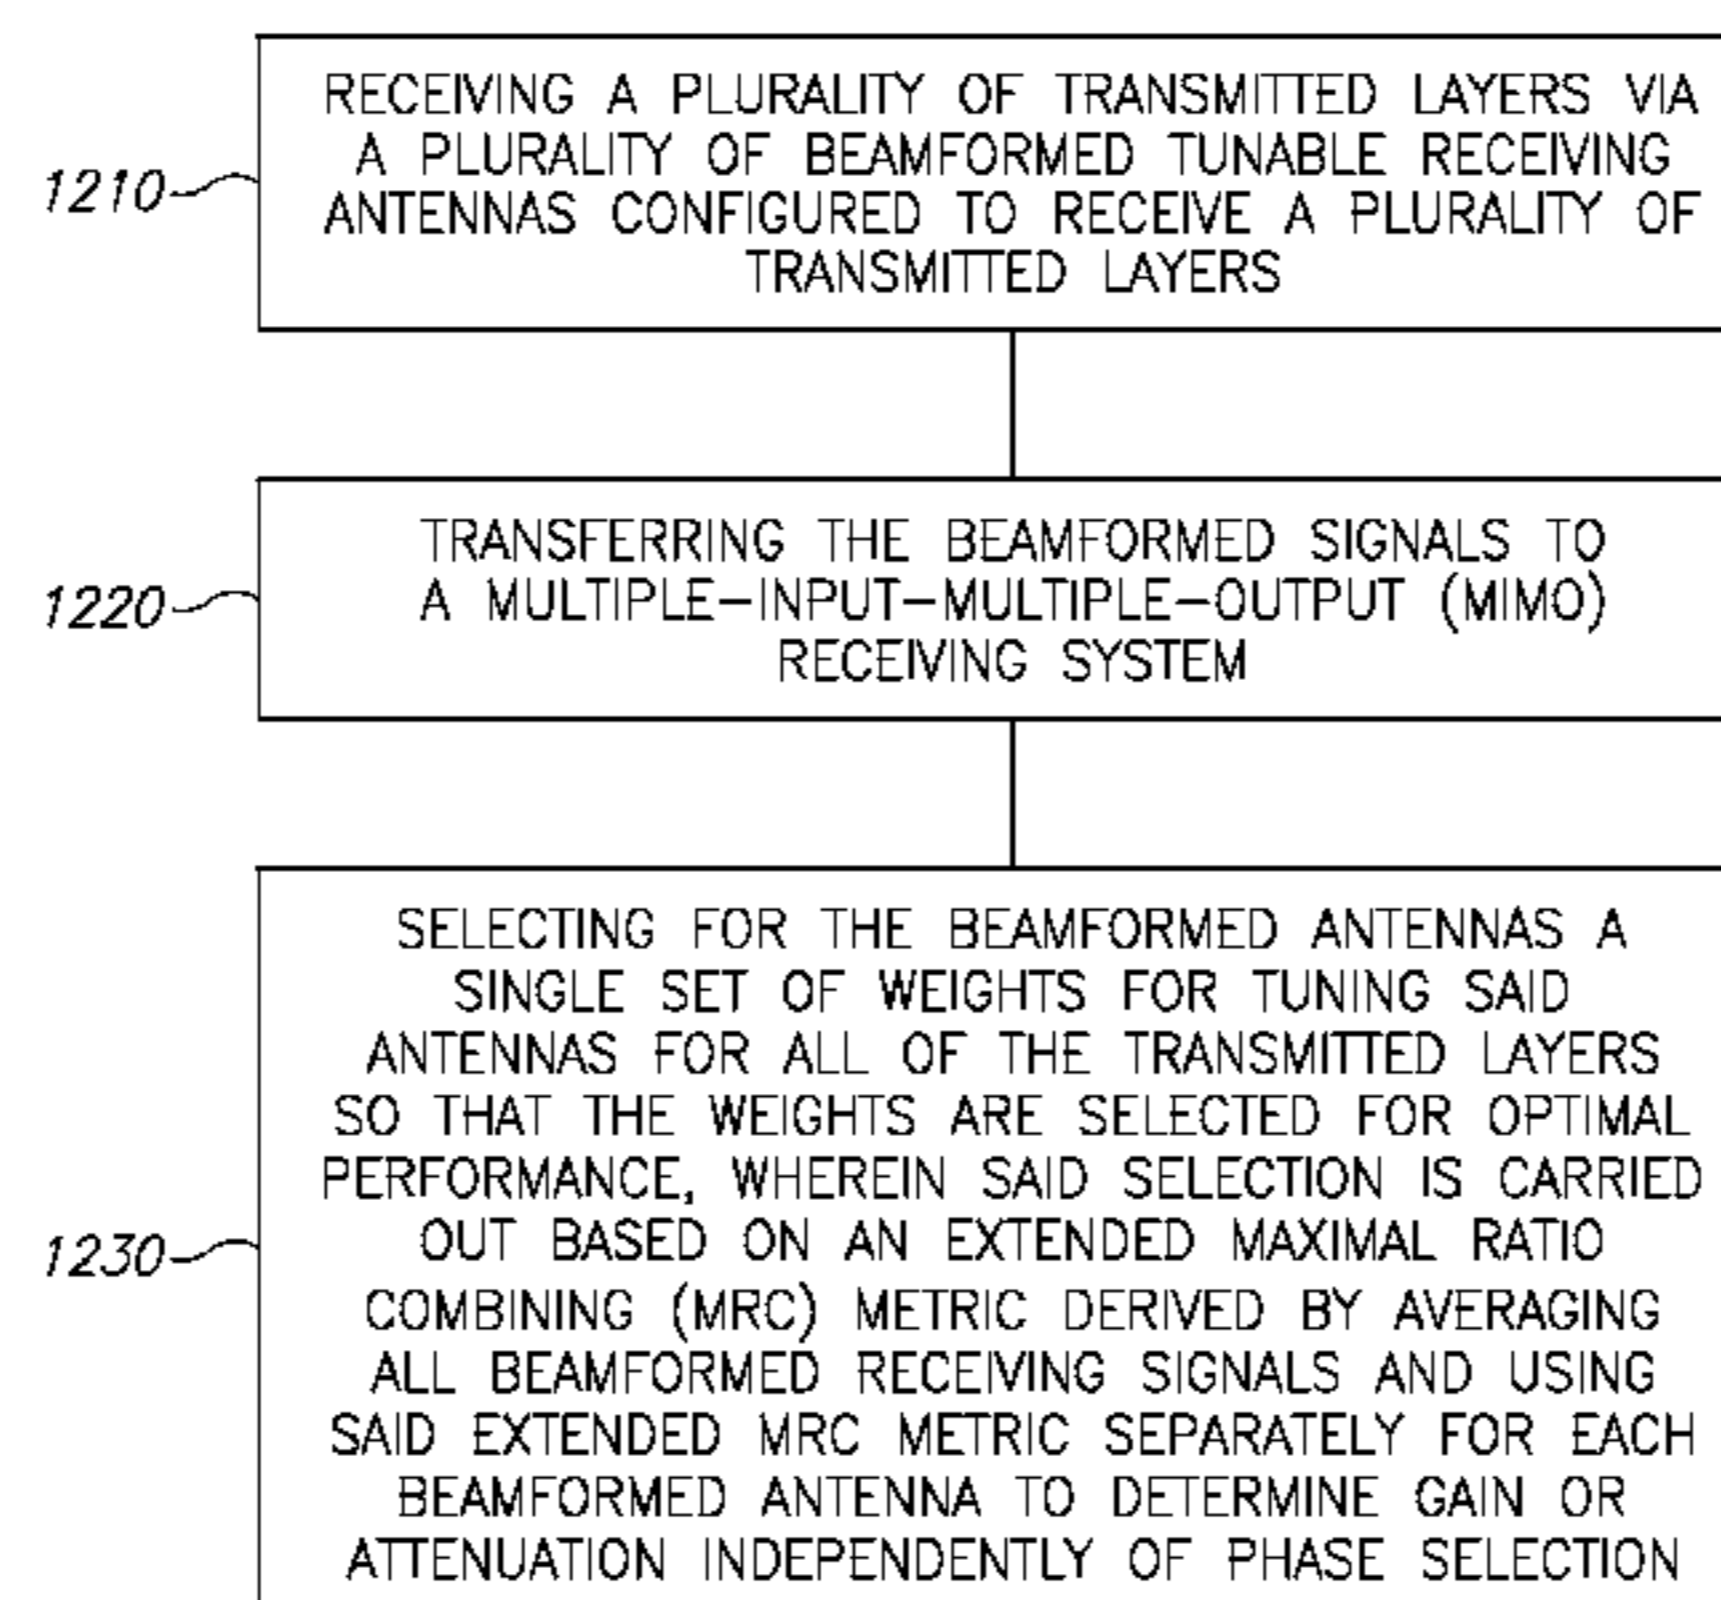 RECEIVING A PLURALITY OF TRANSMITTED LAYERS VIA
A PLURALITY OF BEAMFORMED TUNABLE RECEIVING
1210
ANTENNAS CONFIGURED TO RECEIVE A PLURALITY OF
TRANSMITTED LAYERS
TRANSFERRING THE BEAMFORMED SIGNALS TO
1220
A MULTIPLE-INPUT-MULTIPLE-OUTPUT (MIMO)
RECEIVING SYSTEM
SELECTING FOR THE BEAMFORMED ANTENNAS A
SINGLE SET OF WEIGHTS FOR TUNING SAID
ANTENNAS FOR ALL OF THE TRANSMITTED LAYERS
SO THAT THE WEIGHTS ARE SELECTED FOR OPTIMAL
PERFORMANCE, WHEREIN SAID SELECTION IS CARRIED
1230
OUT BASED ON AN EXTENDED MAXIMAL RATIO
COMBINING (MRC) METRIC DERIVED BY AVERAGING
ALL BEAMFORMED RECEIVING SIGNALS AND USING
SAID EXTENDED MRC METRIC SEPARATELY FOR EACH
BEAMFORMED ANTENNA TO DETERMINE GAIN OR
ATTENUATION INDEPENDENTLY OF PHASE SELECTION